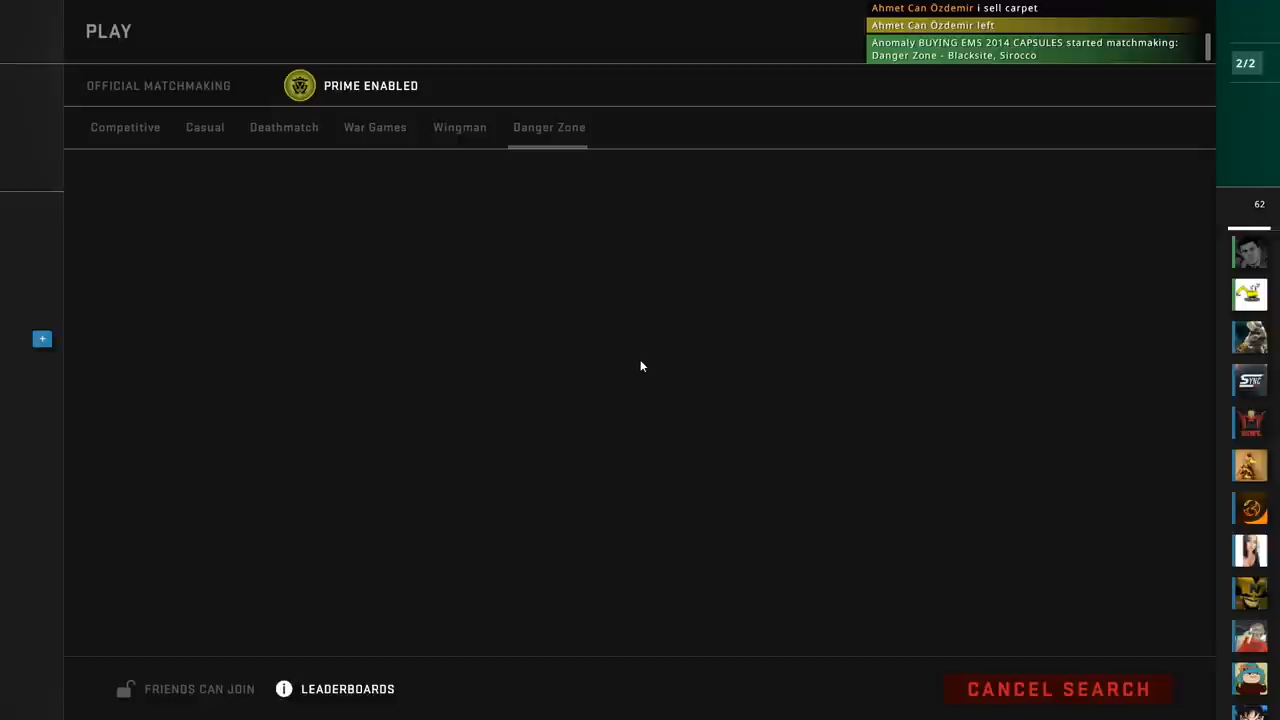 PLAY
Ahmet Can Özdemir i sell carpet
Ahmet Can Özdemir left
Anomaly BUYING EMS 2014 CAPSULES started matchmaking:
Danger Zone - Blacksite, Sirocco
2/2
OFFICIAL MATCHMAKING
PRIME ENABLED
Competitive
Casual
Deathmatch
War Games
Wingman
Danger Zone
62
+
SYNC
FRIENDS CAN JOIN
i
LEADERBOARDS
CANCEL SEARCH